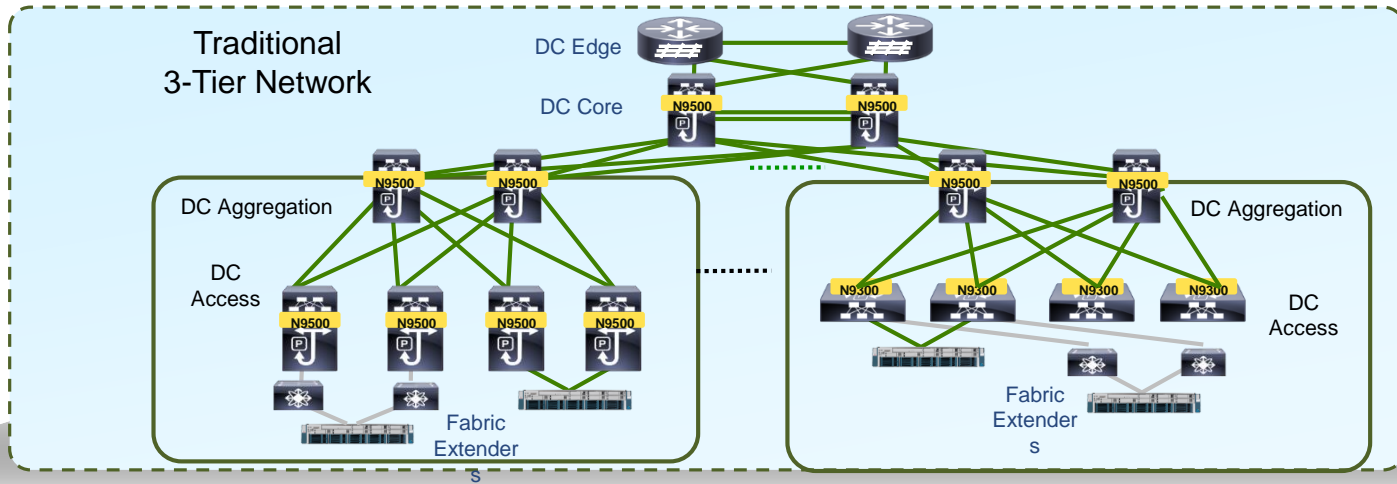 Traditional
3-Tier Network
DC Edge
DC Core
N9500
N9500
N9500
N9500
N9500
N9500
DC Aggregation
DC Aggregation
P
P
P
P
P
P
DC
Access
N9500
N9500
N9500
N9500
P
P
P
P
N9300
N9300
N9300
N9300
DC
Access
Fabric
Extender
s
Fabric
Extender
s